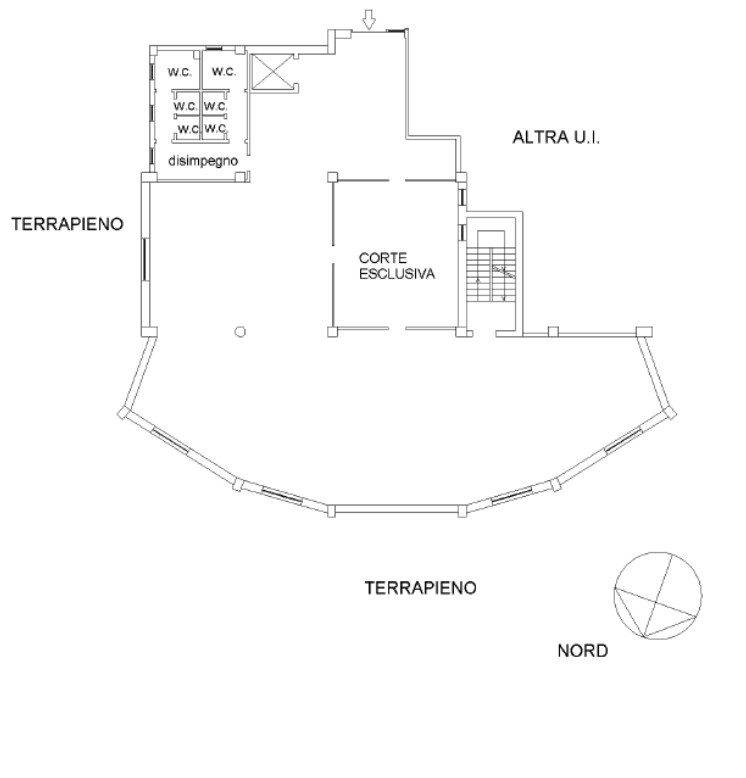 W.C. W.C.
W.C. W.C.
W.C. W.C.
disimpegno
ALTRA U.I.
TERRAPIENO
CORTE
ESCLUSIVA
TERRAPIENO
NORD